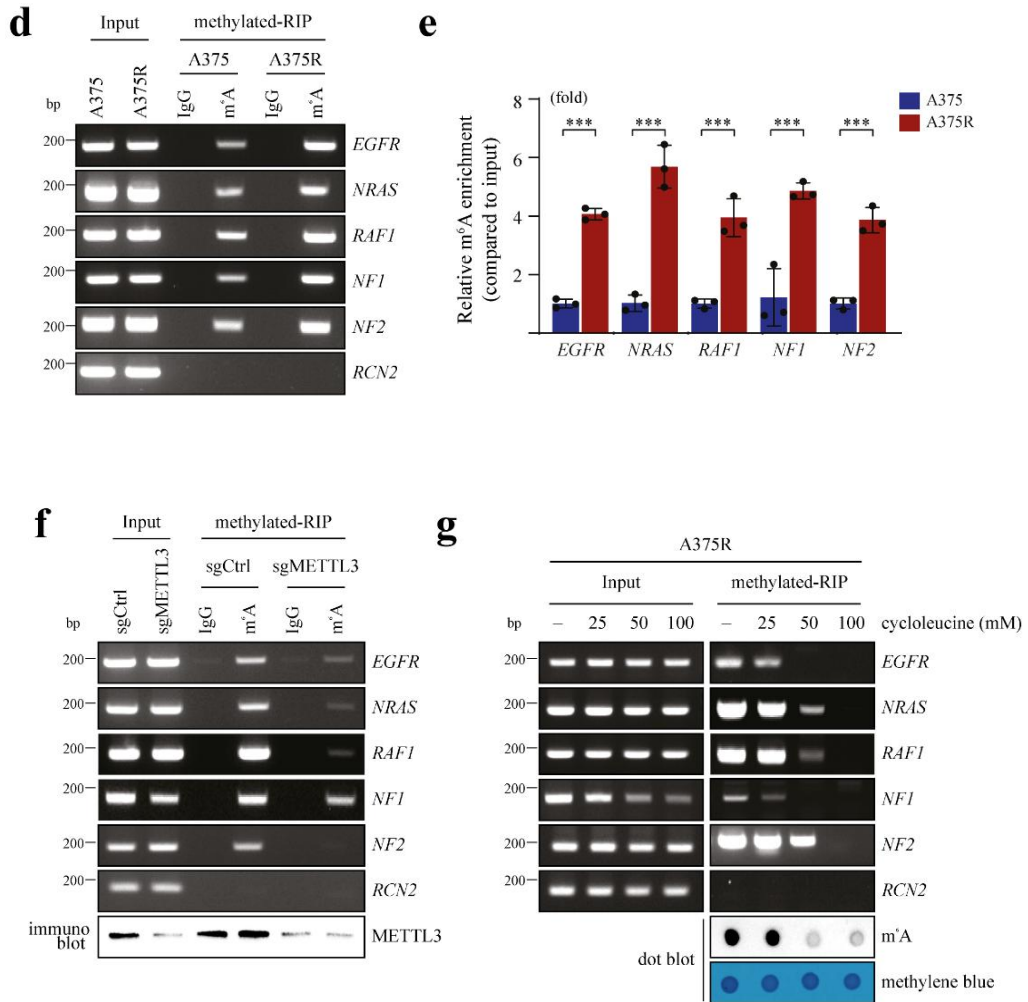 d
Input
methylated-RIP
A375
A375R
bp
A375
A375R
IgG
m⁶A
IgG
m⁶A
200
EGFR
200
NRAS
200
RAF1
200
NF1
200
NF2
200
RCN2
e
(fold)
A375
A375R
Relative m⁶A enrichment
(compared to input)
8
6
4
2
*** *** *** *** ***
EGFR NRAS RAF1 NF1 NF2
f
Input
methylated-RIP
sgCtrl
sgMETTL3
bp
sgCtrl
sgMETTL3
IgG
m⁶A
IgG
m⁶A
200
EGFR
200
NRAS
200
RAF1
200
NF1
200
NF2
200
RCN2
immuno
blot
METTL3
g
A375R
Input
methylated-RIP
bp
– 25 50 100
– 25 50 100
cycloleucine (mM)
200
EGFR
200
NRAS
200
RAF1
200
NF1
200
NF2
200
RCN2
dot blot
m⁶A
methylene blue